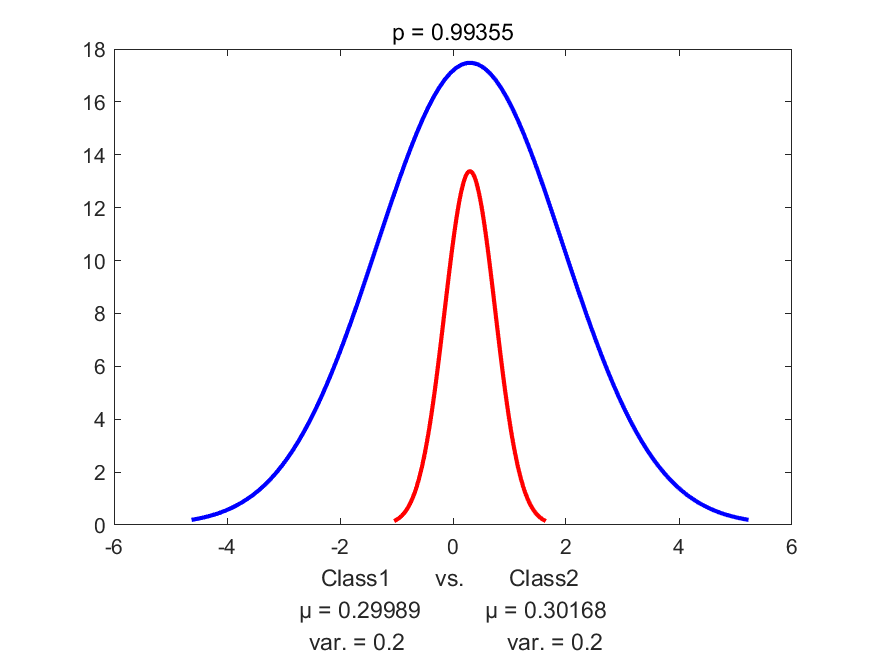 p = 0.99355
18
16
14
12
10
8
6
4
2
0
-6 -4 -2 0 2 4 6
Class1 vs. Class2
μ = 0.29989 μ = 0.30168
var. = 0.2 var. = 0.2